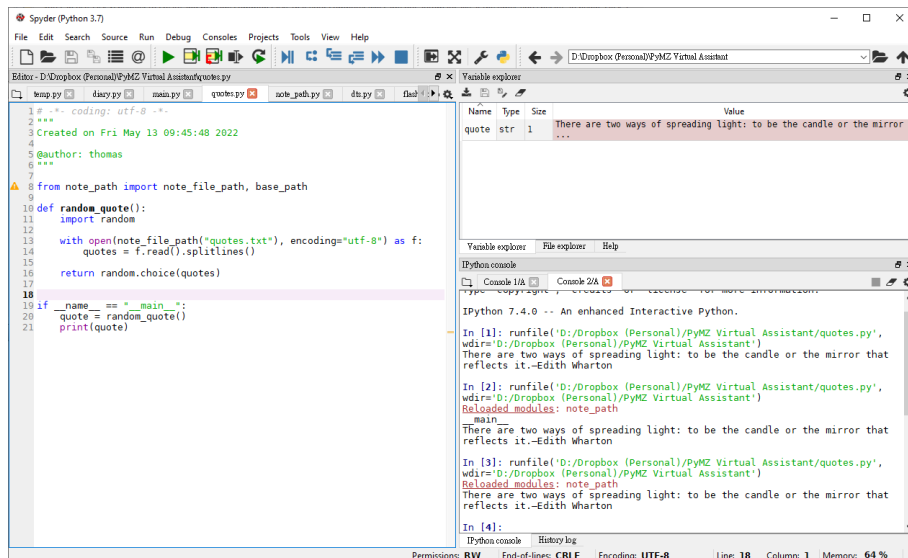 Spyder (Python 3.7)
File Edit Search Source Run Debug Consoles Projects Tools View Help
D:\Dropbox (Personal)\PyMZ Virtual Assistant
Editor - D:\Dropbox (Personal)\PyMZ Virtual Assistant\quotes.py
temp.py diary.py main.py quotes.py note_path.py dts.py flash
1 # -*- coding: utf-8 -*-
2 """
3 Created on Fri May 13 09:45:48 2022
4
5 @author: thomas
6 """
7
8 from note_path import note_file_path, base_path
9
10 def random_quote():
11 import random
12
13 with open(note_file_path("quotes.txt"), encoding="utf-8") as f:
14 quotes = f.read().splitlines()
15
16 return random.choice(quotes)
17
18
19 if __name__ == "__main__":
20 quote = random_quote()
21 print(quote)
Variable explorer
Name Type Size Value
quote str 1 There are two ways of spreading light: to be the candle or the mirror
...
Variable explorer File explorer Help
IPython console
Console 1/A Console 2/A
Type "copyright", "credits" or "license" for more information.
IPython 7.4.0 -- An enhanced Interactive Python.
In [1]: runfile('D:/Dropbox (Personal)/PyMZ Virtual Assistant/quotes.py',
wdir='D:/Dropbox (Personal)/PyMZ Virtual Assistant')
There are two ways of spreading light: to be the candle or the mirror that
reflects it.—Edith Wharton
In [2]: runfile('D:/Dropbox (Personal)/PyMZ Virtual Assistant/quotes.py',
wdir='D:/Dropbox (Personal)/PyMZ Virtual Assistant')
Reloaded modules: note_path
__main__
There are two ways of spreading light: to be the candle or the mirror that
reflects it.—Edith Wharton
In [3]: runfile('D:/Dropbox (Personal)/PyMZ Virtual Assistant/quotes.py',
wdir='D:/Dropbox (Personal)/PyMZ Virtual Assistant')
Reloaded modules: note_path
There are two ways of spreading light: to be the candle or the mirror that
reflects it.—Edith Wharton
In [4]:
IPython console History log
Permissions: RW End-of-lines: CRLF Encoding: UTF-8 Line: 18 Column: 1 Memory: 64 %